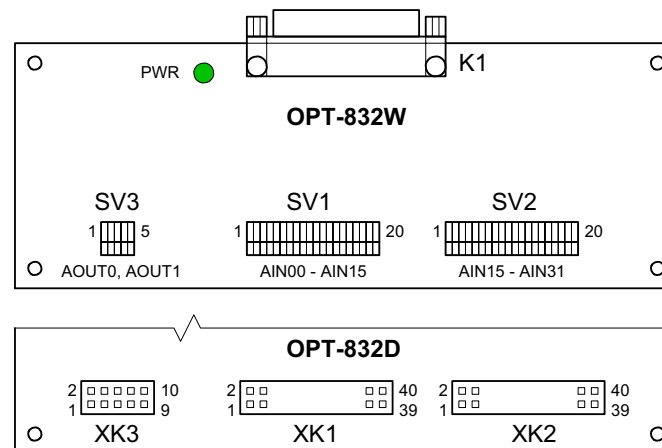 PWR
K1
OPT-832W
SV3 SV1 SV2
1 5 1 20 1 20
AOUT0, AOUT1 AIN00 - AIN15 AIN15 - AIN31
OPT-832D
2 10 2 40 2 40
1 9 1 39 1 39
XK3 XK1 XK2